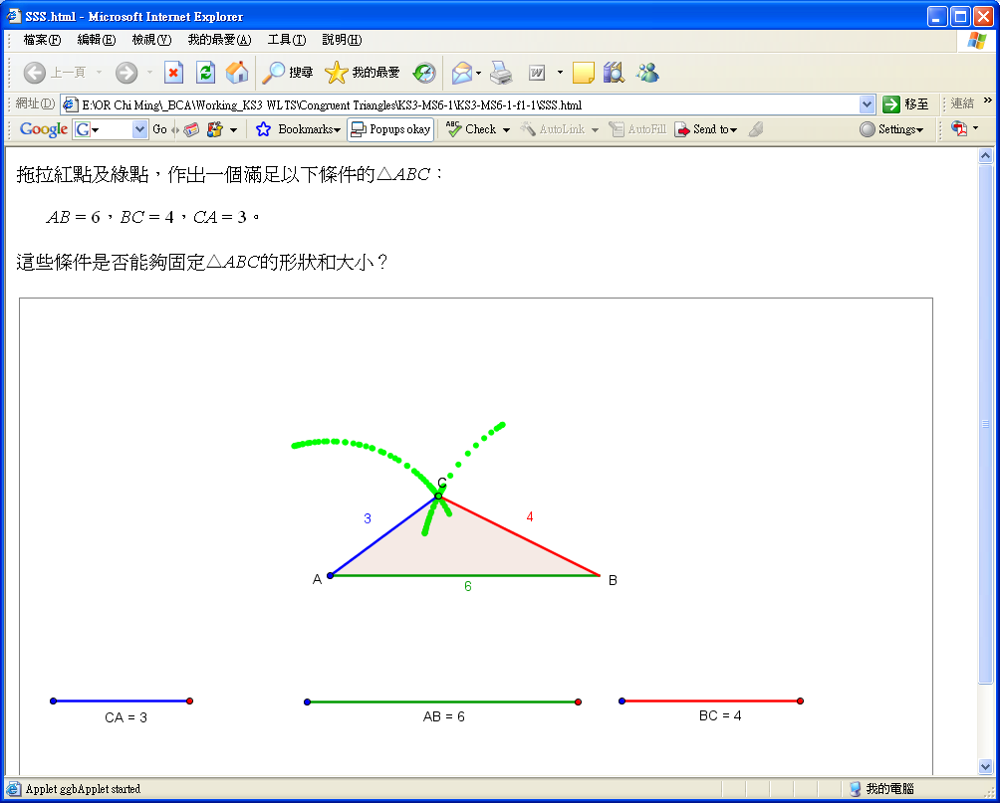 SSS.html - Microsoft Internet Explorer
檔案(F) 編輯(E) 檢視(V) 我的最愛(A) 工具(T) 說明(H)
上一頁 搜尋 我的最愛
網址(D) E:\OR Chi Ming\_BCA\Working_KS3 WLTS\Congruent Triangles\KS3-MS6-1\KS3-MS6-1-f1-1\SSS.html 移至 連結 »
Google G Go Bookmarks Popups okay ABC Check AutoLink AutoFill Send to Settings
拖拉紅點及綠點，作出一個滿足以下條件的△ABC：
AB = 6，BC = 4，CA = 3。
這些條件是否能夠固定△ABC的形狀和大小？
C
3 4
A B
6
CA = 3 AB = 6 BC = 4
Applet ggbApplet started 我的電腦